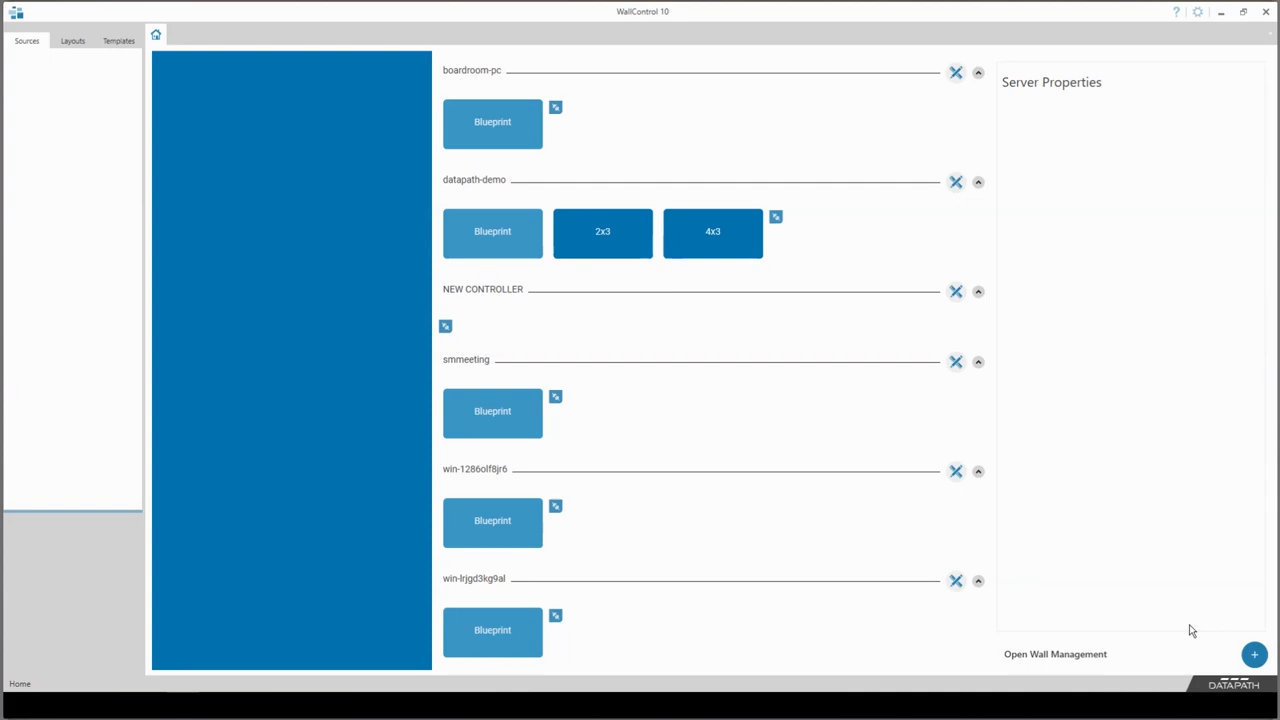 WallControl 10
?
Sources
Layouts
Templates
boardroom-pc
Server Properties
Blueprint
datapath-demo
Blueprint
2x3
4x3
NEW CONTROLLER
smmeeting
Blueprint
win-1286olf8jr6
Blueprint
win-lrjgd3kg9al
Blueprint
Open Wall Management
+
Home
DATAPATH